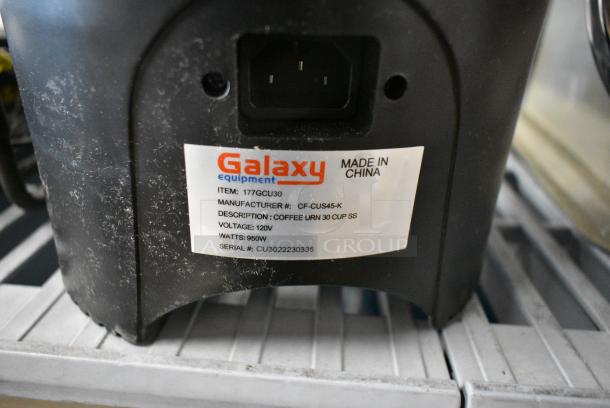 Galaxy
equipment
MADE IN
CHINA
ITEM: 177GCU30
MANUFACTURER #: CF-CUS45-K
DESCRIPTION: COFFEE URN 30 CUP SS
VOLTAGE: 120V
WATTS: 950W
SERIAL #: CU3022230335